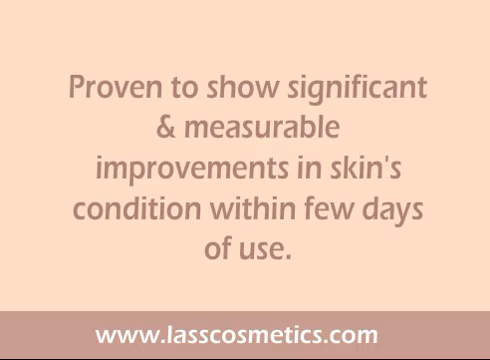 Proven to show significant
& measurable
improvements in skin's
condition within few days
of use.
www.lasscosmetics.com